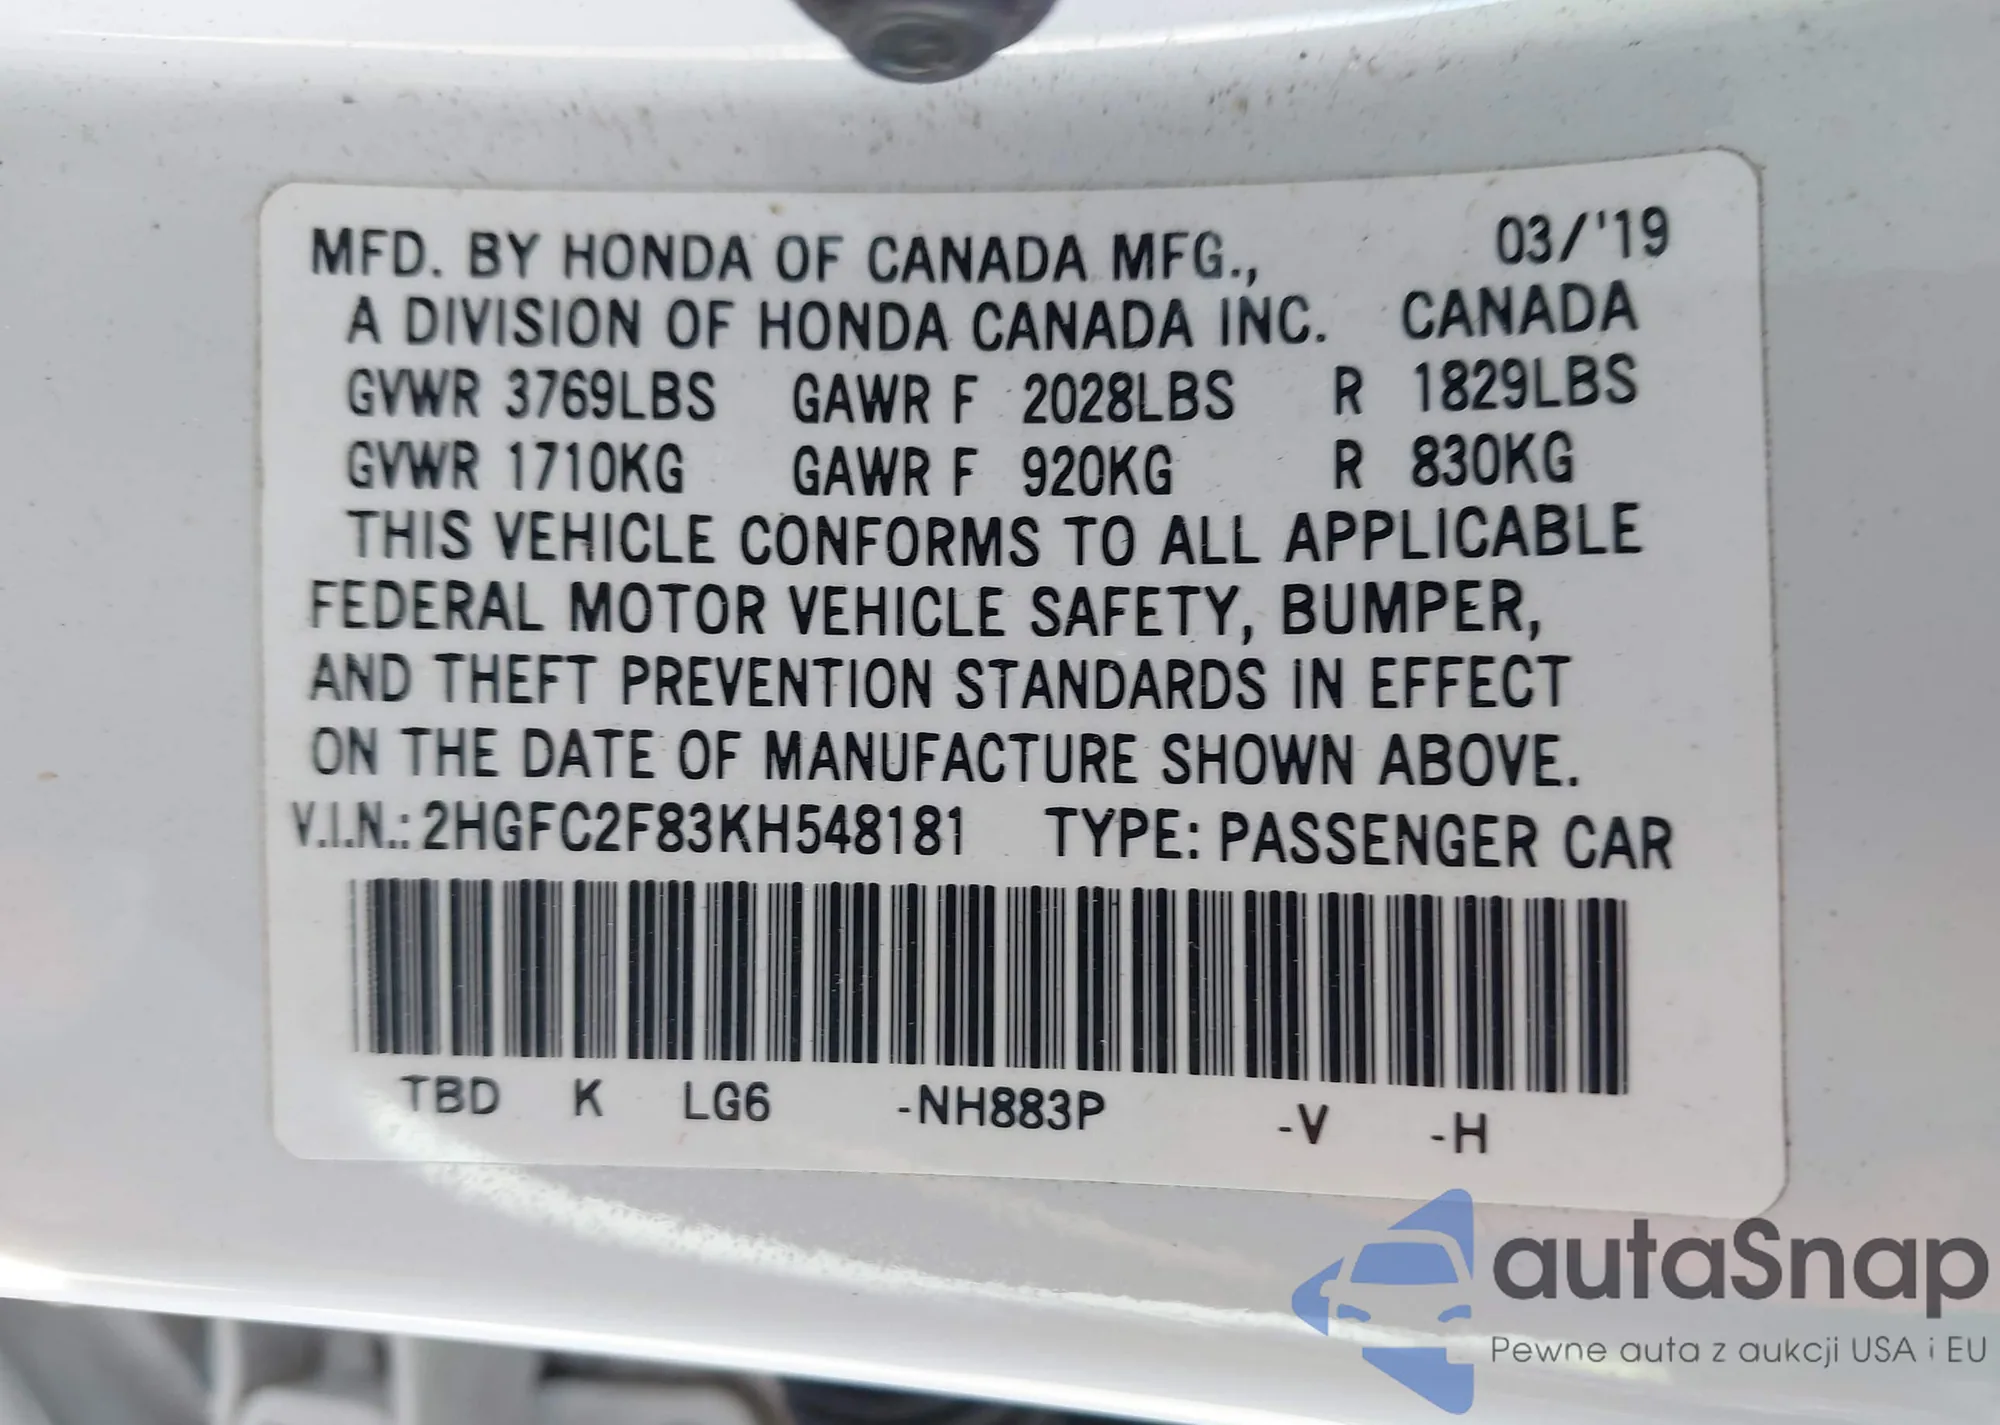 MFD. BY HONDA OF CANADA MFG., 03/'19
A DIVISION OF HONDA CANADA INC. CANADA
GVWR 3769LBS GAWR F 2028LBS R 1829LBS
GVWR 1710KG GAWR F 920KG R 830KG
THIS VEHICLE CONFORMS TO ALL APPLICABLE
FEDERAL MOTOR VEHICLE SAFETY, BUMPER,
AND THEFT PREVENTION STANDARDS IN EFFECT
ON THE DATE OF MANUFACTURE SHOWN ABOVE.
V.I.N.: 2HGFC2F83KH548181 TYPE: PASSENGER CAR
TBD K LG6 -NH883P -V -H
autaSnap
Pewne auta z aukcji USA i EU